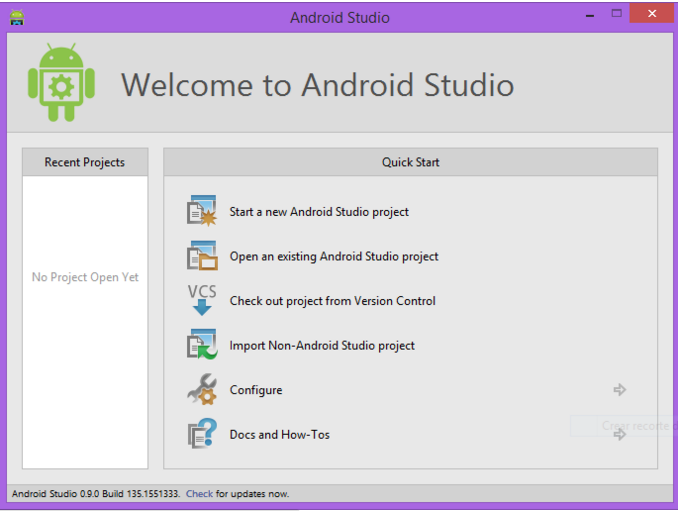 Android Studio
Welcome to Android Studio
Recent Projects
No Project Open Yet
Quick Start
Start a new Android Studio project
Open an existing Android Studio project
VCS
Check out project from Version Control
Import Non-Android Studio project
Configure
Docs and How-Tos
Crear recorte d
Android Studio 0.9.0 Build 135.1551333. Check for updates now.